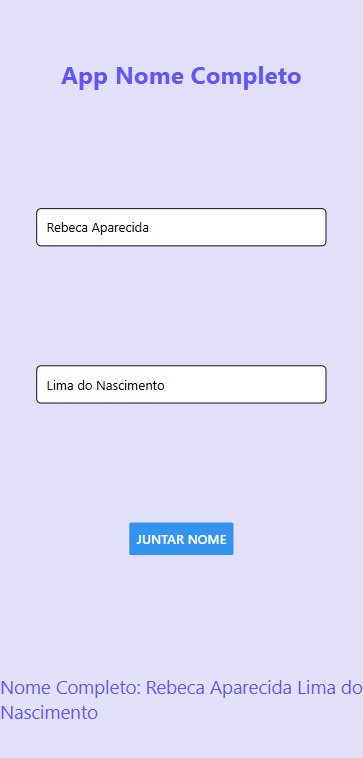 App Nome Completo
Rebeca Aparecida
Lima do Nascimento
JUNTAR NOME
Nome Completo: Rebeca Aparecida Lima do
Nascimento